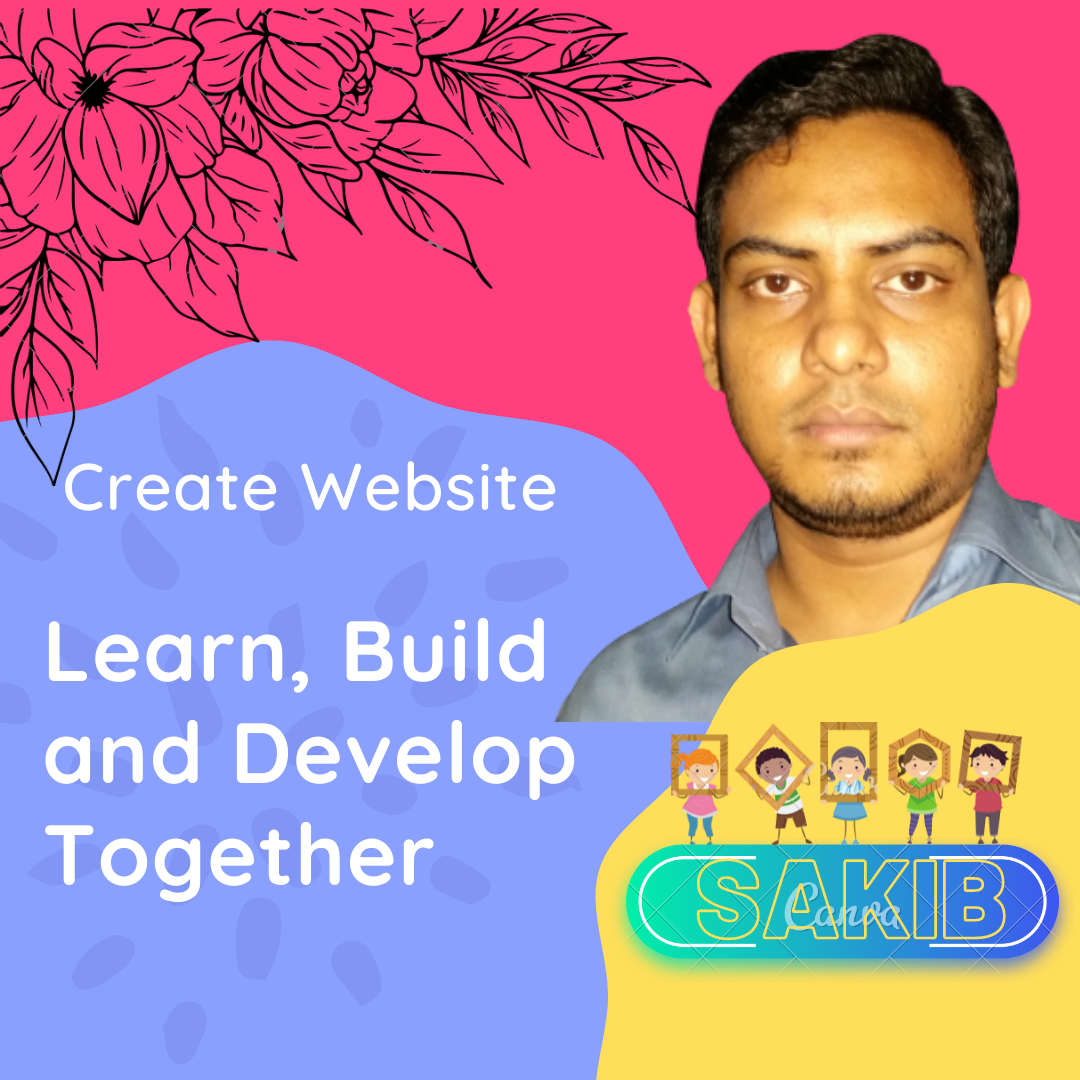 Create Website
Learn, Build
and Develop
Together
SAKIB
Canva